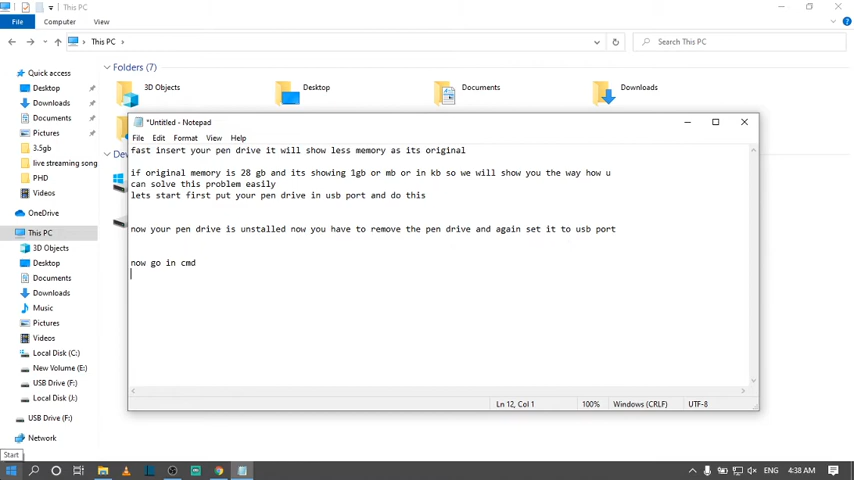 This PC
File
Computer
View
This PC
Search This PC
Quick access
Desktop
Downloads
Documents
Pictures
3.5gb
live streaming song
PHD
Videos
OneDrive
This PC
3D Objects
Desktop
Documents
Downloads
Music
Pictures
Videos
Local Disk (C:)
New Volume (E:)
USB Drive (F:)
Local Disk (J:)
USB Drive (F:)
Network
Folders (7)
3D Objects
Desktop
Documents
Downloads
*Untitled - Notepad
File Edit Format View Help
fast insert your pen drive it will show less memory as its original
if original memory is 28 gb and its showing 1gb or mb or in kb so we will show you the way how u
can solve this problem easily
lets start first put your pen drive in usb port and do this
now your pen drive is unstalled now you have to remove the pen drive and again set it to usb port
now go in cmd
Ln 12, Col 1
100%
Windows (CRLF)
UTF-8
Start
ENG
4:38 AM